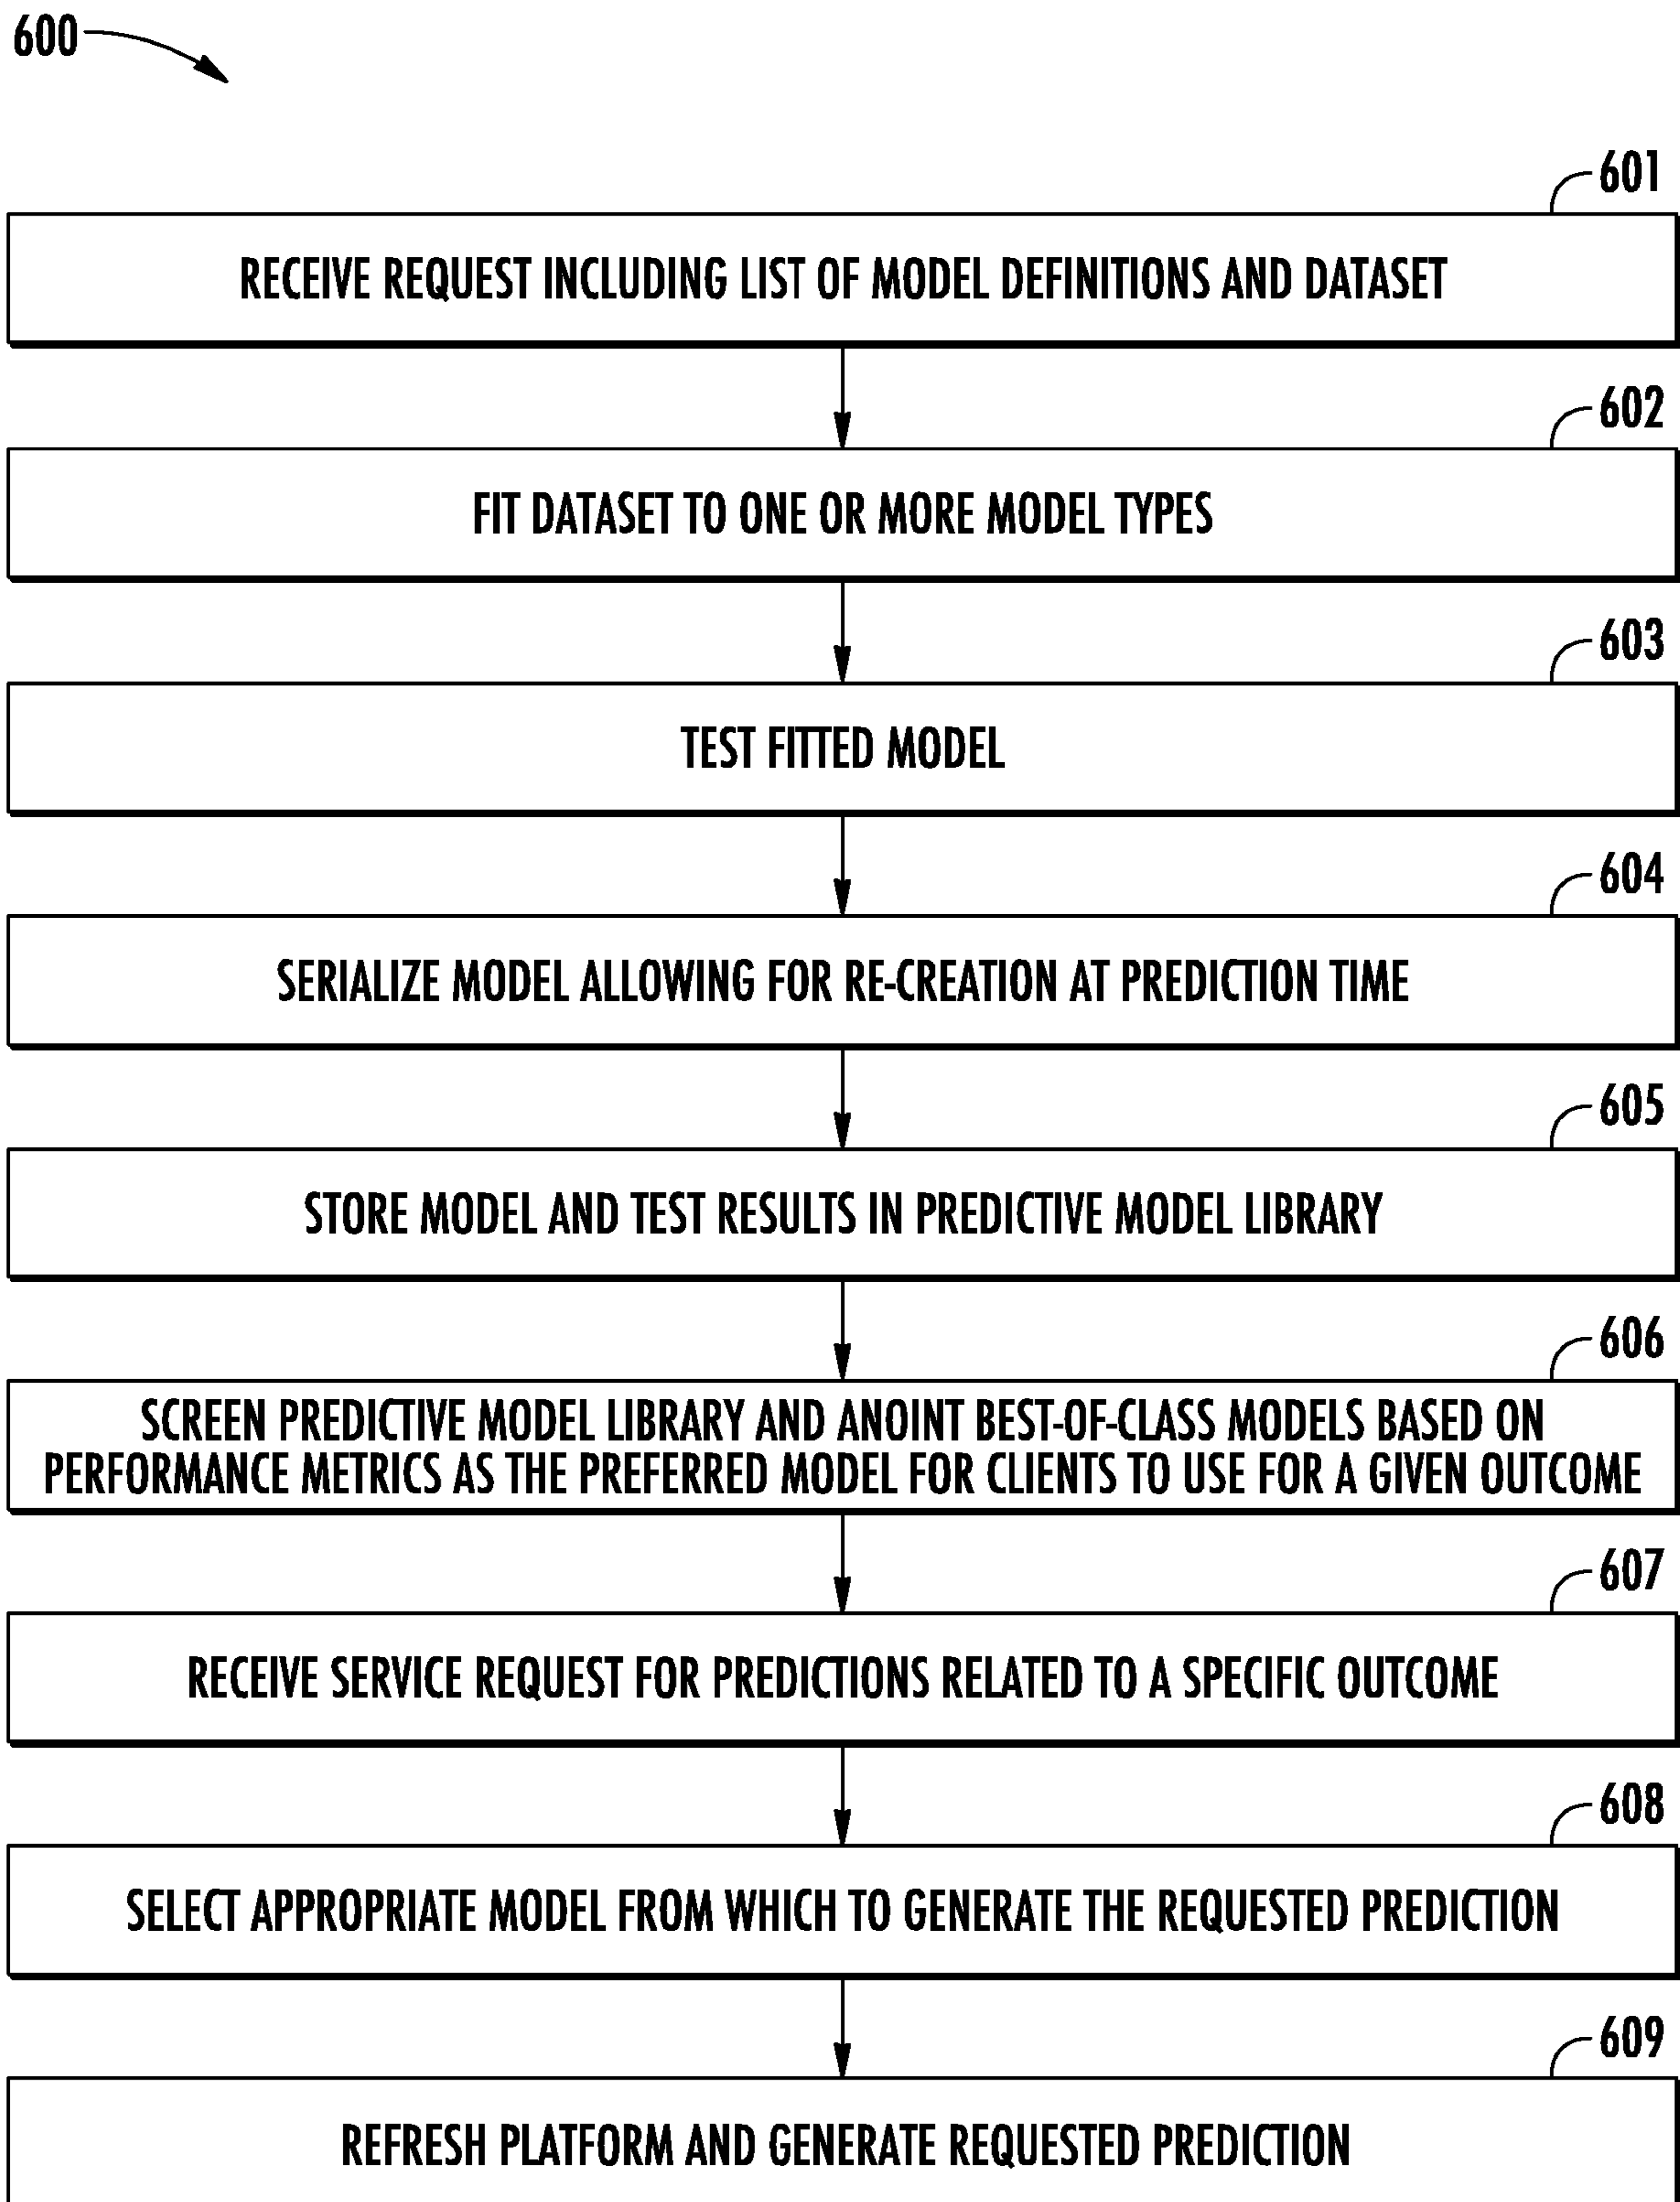 600
601
RECEIVE REQUEST INCLUDING LIST OF MODEL DEFINITIONS AND DATASET
602
FIT DATASET TO ONE OR MORE MODEL TYPES
603
TEST FITTED MODEL
604
SERIALIZE MODEL ALLOWING FOR RE-CREATION AT PREDICTION TIME
605
STORE MODEL AND TEST RESULTS IN PREDICTIVE MODEL LIBRARY
606
SCREEN PREDICTIVE MODEL LIBRARY AND ANOINT BEST-OF-CLASS MODELS BASED ON
PERFORMANCE METRICS AS THE PREFERRED MODEL FOR CLIENTS TO USE FOR A GIVEN OUTCOME
607
RECEIVE SERVICE REQUEST FOR PREDICTIONS RELATED TO A SPECIFIC OUTCOME
608
SELECT APPROPRIATE MODEL FROM WHICH TO GENERATE THE REQUESTED PREDICTION
609
REFRESH PLATFORM AND GENERATE REQUESTED PREDICTION